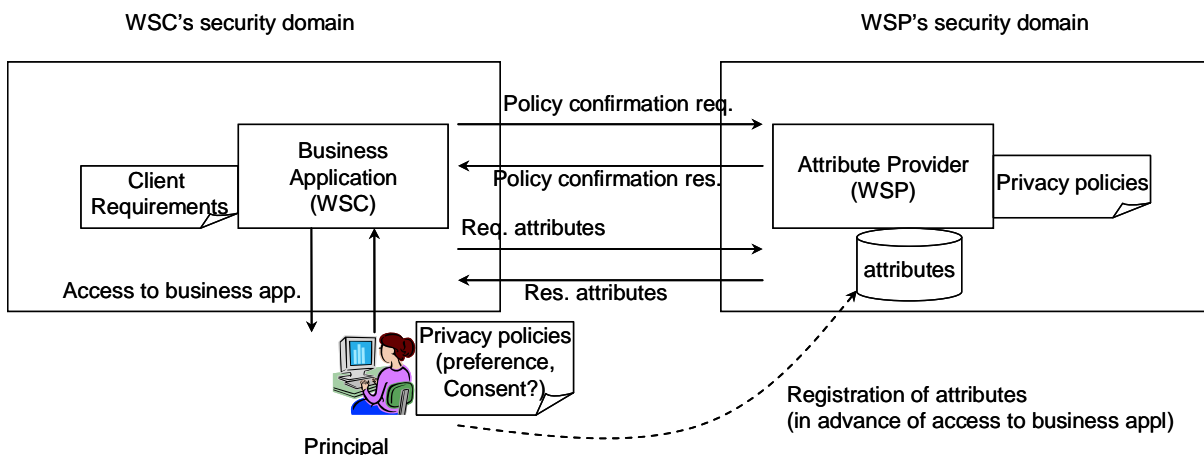 WSC's security domain
WSP's security domain
Policy confirmation req.
Business
Application
(WSC)
Client
Requirements
Policy confirmation res.
Attribute Provider
(WSP)
Privacy policies
Req. attributes
attributes
Access to business app.
Res. attributes
Privacy policies
(preference,
Consent?)
Registration of attributes
(in advance of access to business appl)
Principal